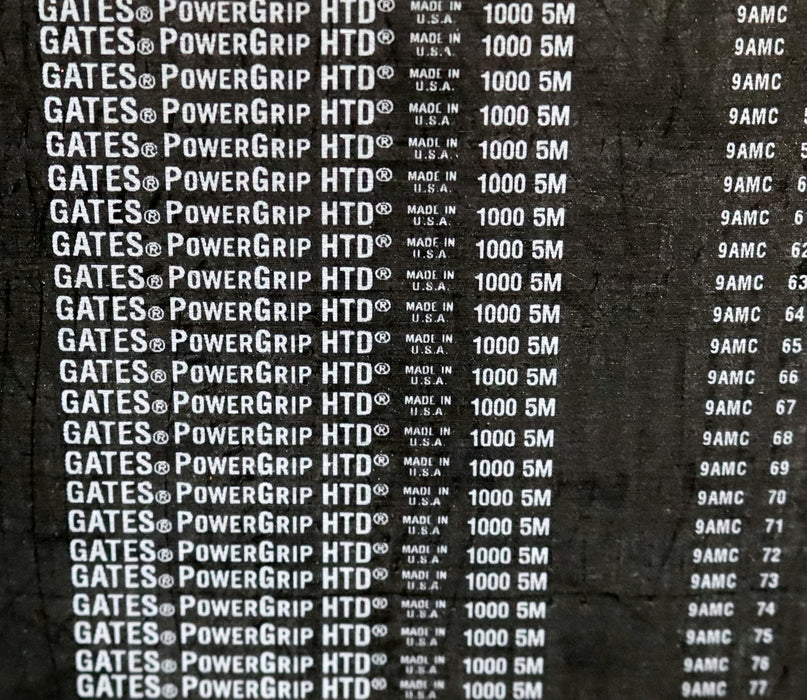 GATES® POWERGRIP HTD® MADE IN U.S.A. 1000 5M 9AMC
GATES® POWERGRIP HTD® MADE IN U.S.A. 1000 5M 9AMC
GATES® POWERGRIP HTD® MADE IN U.S.A. 1000 5M 9AMC
GATES® POWERGRIP HTD® MADE IN U.S.A. 1000 5M 9AMC
GATES® POWERGRIP HTD® MADE IN U.S.A. 1000 5M 9AMC
GATES® POWERGRIP HTD® MADE IN U.S.A. 1000 5M 9AMC
GATES® POWERGRIP HTD® MADE IN U.S.A. 1000 5M 9AMC
GATES® POWERGRIP HTD® MADE IN U.S.A. 1000 5M 9AMC 62
GATES® POWERGRIP HTD® MADE IN U.S.A. 1000 5M 9AMC 63
GATES® POWERGRIP HTD® MADE IN U.S.A. 1000 5M 9AMC 64
GATES® POWERGRIP HTD® MADE IN U.S.A. 1000 5M 9AMC 65
GATES® POWERGRIP HTD® MADE IN U.S.A. 1000 5M 9AMC 66
GATES® POWERGRIP HTD® MADE IN U.S.A. 1000 5M 9AMC 67
GATES® POWERGRIP HTD® MADE IN U.S.A. 1000 5M 9AMC 68
GATES® POWERGRIP HTD® MADE IN U.S.A 1000 5M 9AMC 69
GATES® POWERGRIP HTD® MADE IN U.S.A 1000 5M 9AMC 70
GATES® POWERGRIP HTD® MADE IN U.S.A 1000 5M 9AMC 71
GATES® POWERGRIP HTD® MADE IN U.S.A 1000 5M 9AMC 72
GATES® POWERGRIP HTD® MADE IN U.S.A 1000 5M 9AMC 73
GATES® POWERGRIP HTD® MADE IN U.S.A 1000 5M 9AMC 74
GATES® POWERGRIP HTD® MADE IN U.S.A 1000 5M 9AMC 75
GATES® POWERGRIP HTD® MADE IN U.S.A 1000 5M 9AMC 76
GATES® POWERGRIP HTD® MADE IN U.S.A 1000 5M 9AMC 77